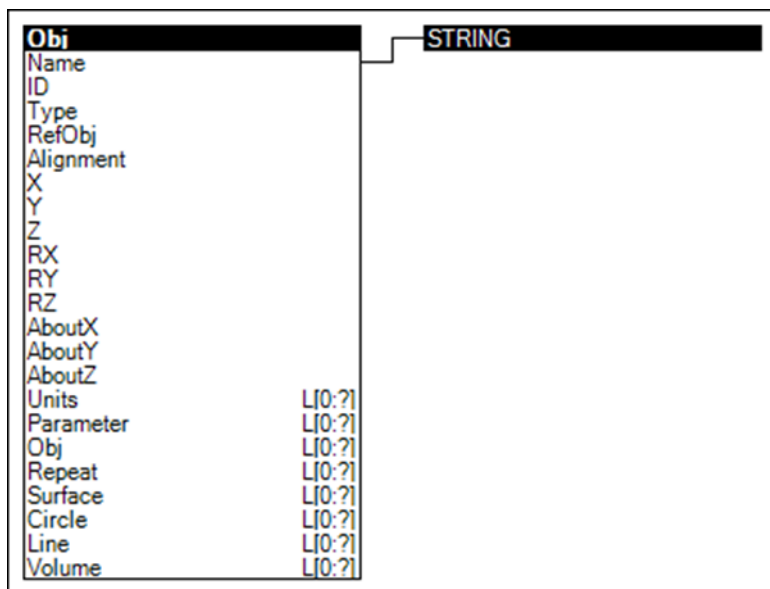 Obj
STRING
Name
ID
Type
RefObj
Alignment
X
Y
Z
RX
RY
RZ
AboutX
AboutY
AboutZ
Units L[0:?]
Parameter L[0:?]
Obj L[0:?]
Repeat L[0:?]
Surface L[0:?]
Circle L[0:?]
Line L[0:?]
Volume L[0:?]